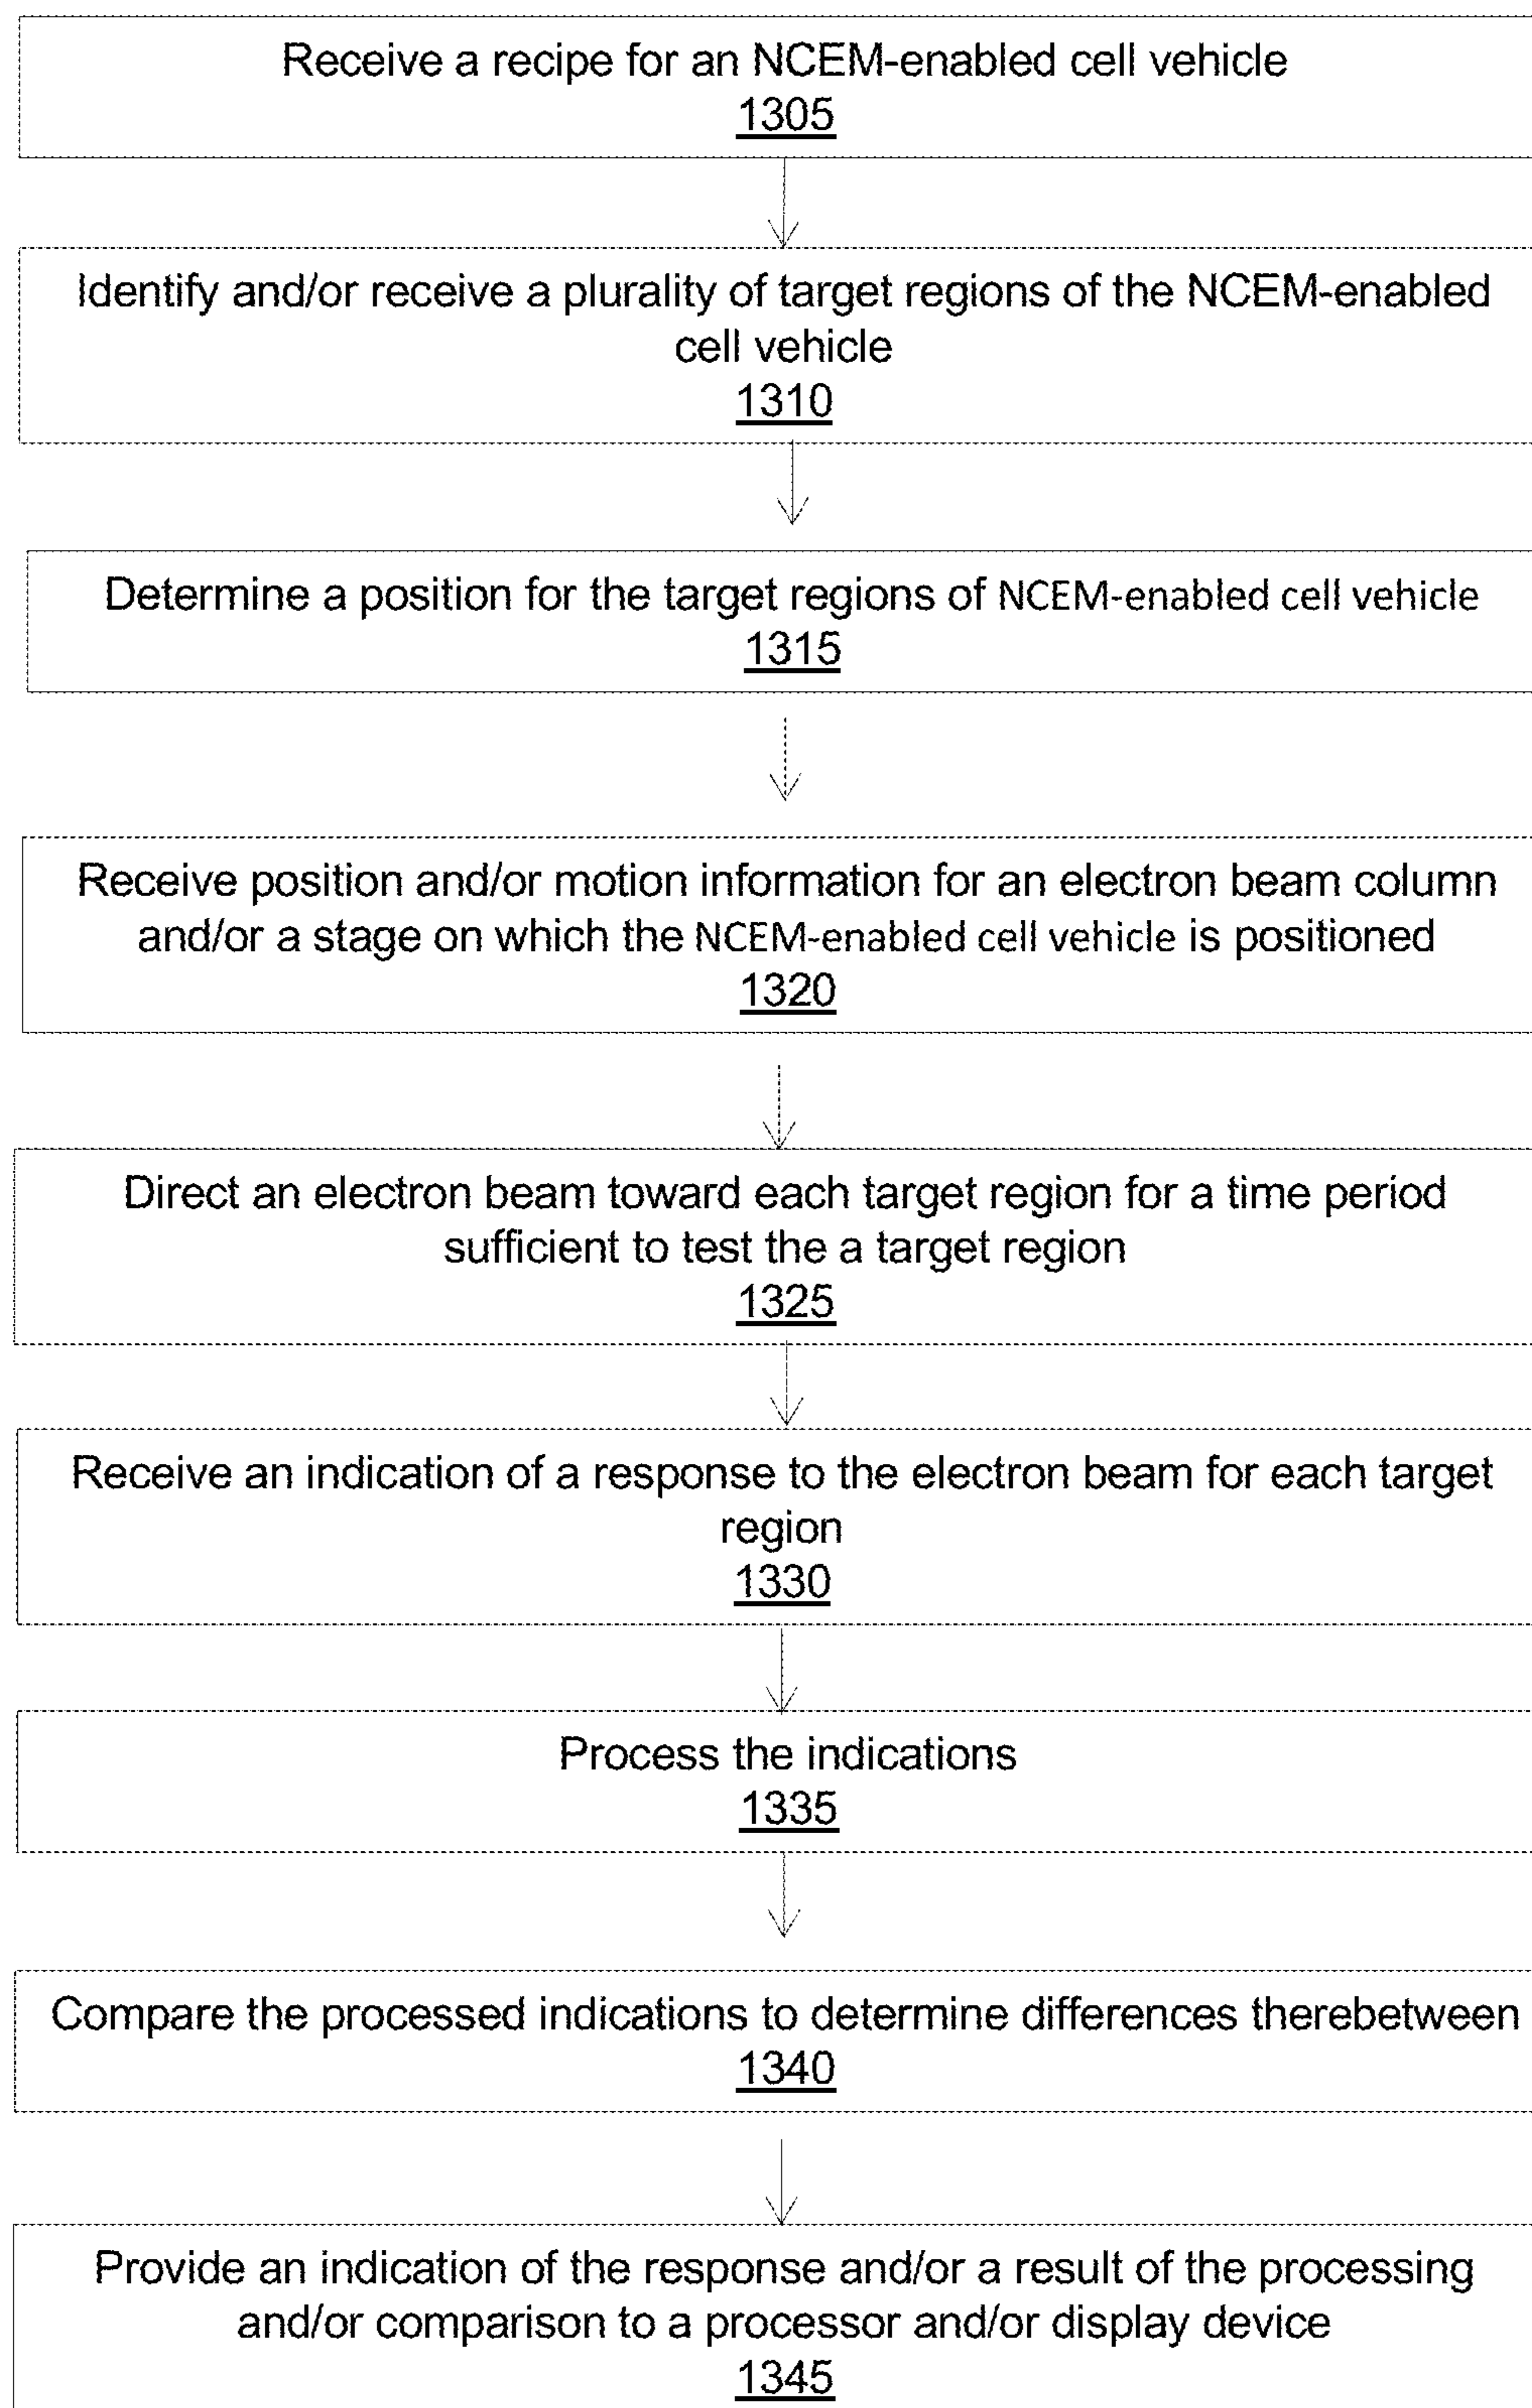 Receive a recipe for an NCEM-enabled cell vehicle
1305
Identify and/or receive a plurality of target regions of the NCEM-enabled
cell vehicle
1310
Determine a position for the target regions of NCEM-enabled cell vehicle
1315
Receive position and/or motion information for an electron beam column
and/or a stage on which the NCEM-enabled cell vehicle is positioned
1320
Direct an electron beam toward each target region for a time period
sufficient to test the a target region
1325
Receive an indication of a response to the electron beam for each target
region
1330
Process the indications
1335
Compare the processed indications to determine differences therebetween
1340
Provide an indication of the response and/or a result of the processing
and/or comparison to a processor and/or display device
1345